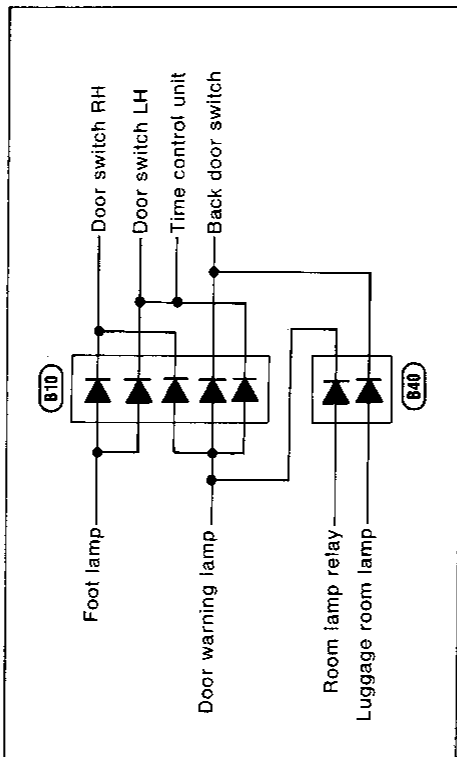 Door switch RH
Door switch LH
Time control unit
Back door switch
B10
B40
Foot lamp
Door warning lamp
Room lamp relay
Luggage room lamp